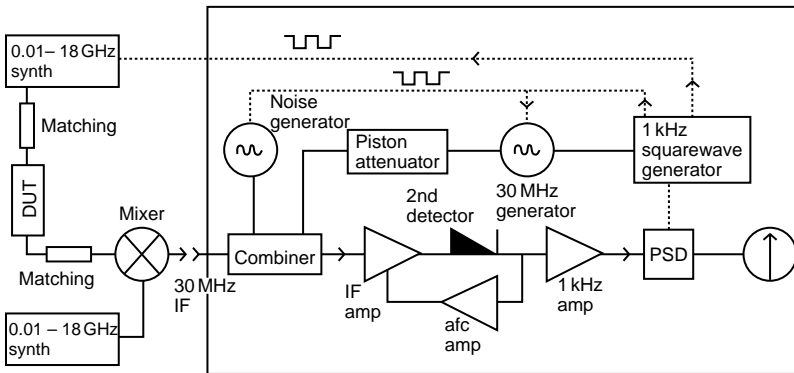 0.01– 18 GHz
synth
Matching
DUT
Matching
Mixer
0.01 – 18 GHz
synth
30 MHz
IF
Noise
generator
Piston
attenuator
30 MHz
generator
1 kHz
squarewave
generator
Combiner
2nd
detector
IF
amp
afc
amp
1 kHz
amp
PSD